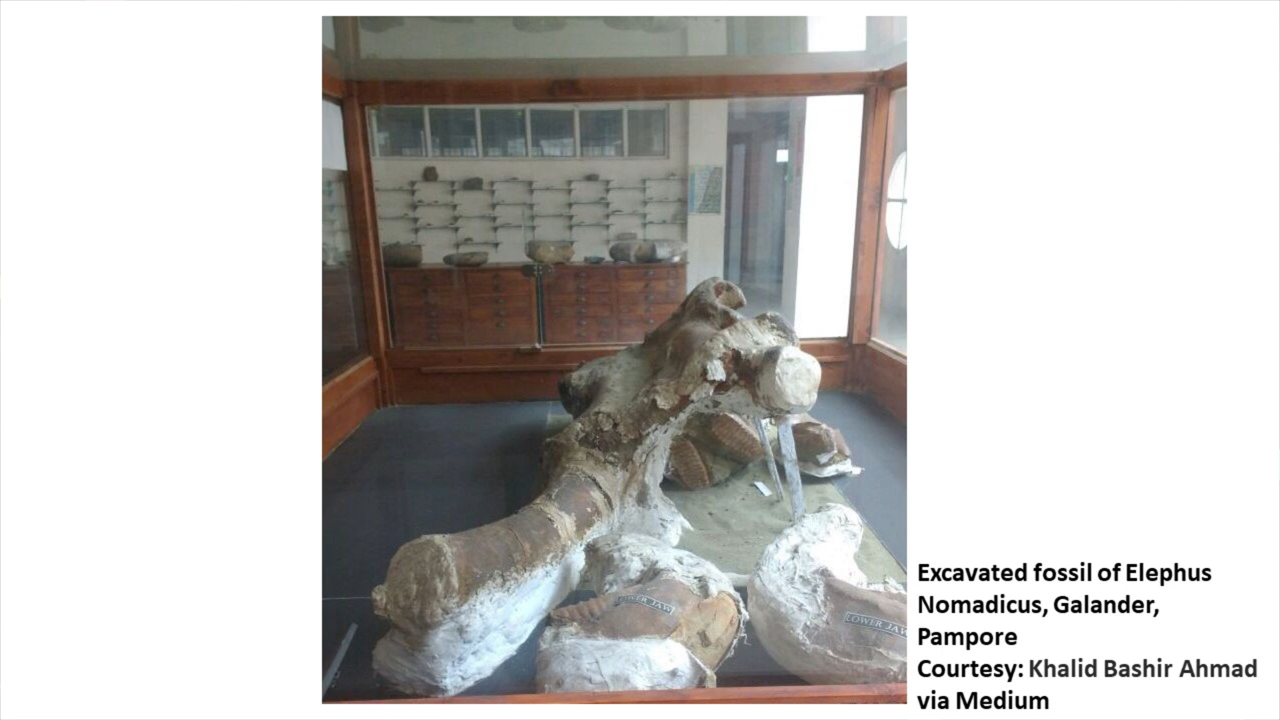 LOWER JAW
LOWER JAW
Excavated fossil of Elephus
Nomadicus, Galander,
Pampore
Courtesy: Khalid Bashir Ahmad
via Medium